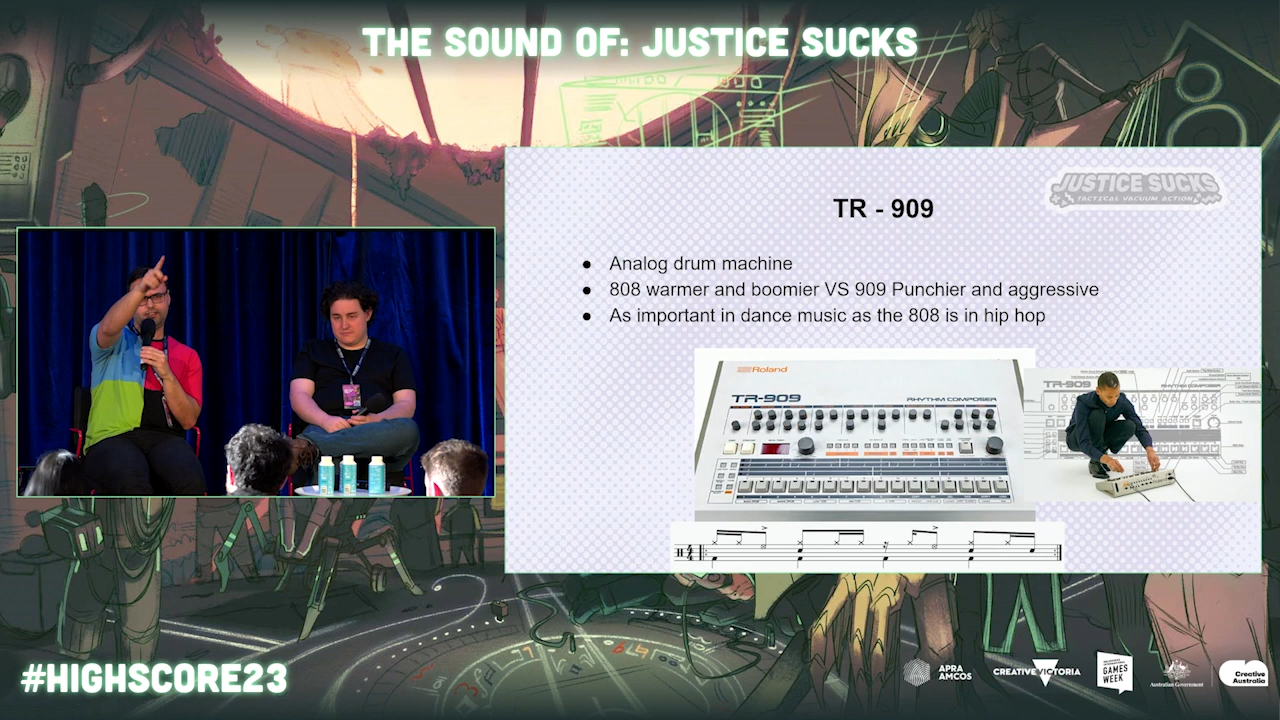 THE SOUND OF: JUSTICE SUCKS
JUSTICE SUCKS
TACTICAL VACUUM ACTION
TR - 909
● Analog drum machine
● 808 warmer and boomier VS 909 Punchier and aggressive
● As important in dance music as the 808 is in hip hop
Roland
TR-909
RHYTHM COMPOSER
TR-909
#HIGHSCORE23
APRA
AMCOS
CREATIVE VICTORIA
GAMES
WEEK
Australian Government
Creative
Australia